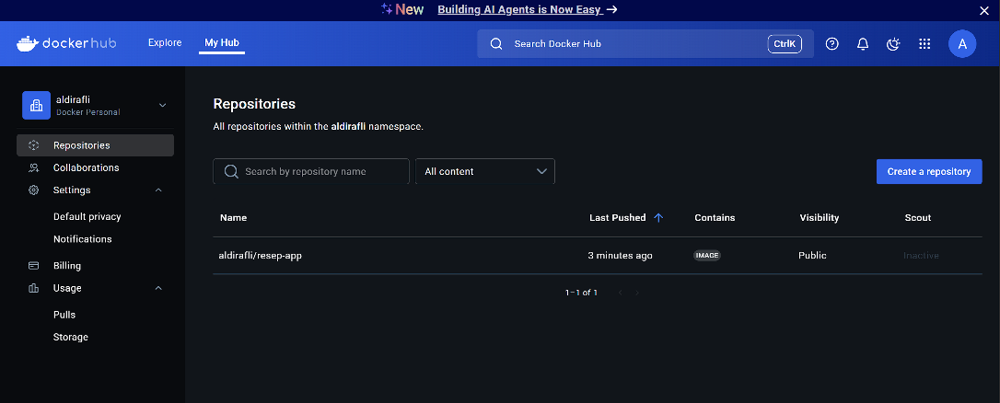 New Building AI Agents is Now Easy →
dockerhub Explore My Hub Search Docker Hub CtrlK A
aldirafli
Docker Personal
Repositories
Collaborations
Settings
Default privacy
Notifications
Billing
Usage
Pulls
Storage
Repositories
All repositories within the aldirafli namespace.
Search by repository name All content Create a repository
Name Last Pushed ↑ Contains Visibility Scout
aldirafli/resep-app 3 minutes ago IMAGE Public Inactive
1–1 of 1